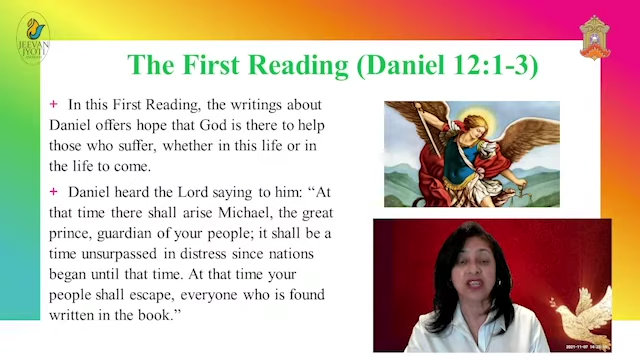 JEEVAN
JYOTI
The First Reading (Daniel 12:1-3)
+ In this First Reading, the writings about
Daniel offers hope that God is there to help
those who suffer, whether in this life or in
the life to come.
+ Daniel heard the Lord saying to him: “At
that time there shall arise Michael, the great
prince, guardian of your people; it shall be a
time unsurpassed in distress since nations
began until that time. At that time your
people shall escape, everyone who is found
written in the book.”